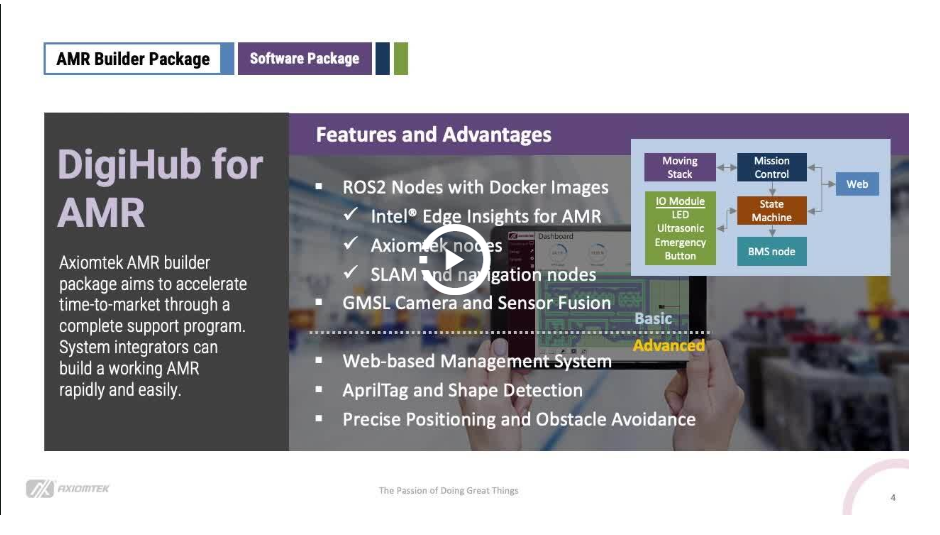 AMR Builder Package
Software Package
DigiHub for
AMR
Axiomtek AMR builder
package aims to accelerate
time-to-market through a
complete support program.
System integrators can
build a working AMR
rapidly and easily.
Features and Advantages
▪ ROS2 Nodes with Docker Images
✓ Intel® Edge Insights for AMR
✓ Axiomtek nodes
✓ SLAM and navigation nodes
▪ GMSL Camera and Sensor Fusion
Basic
Advanced
▪ Web-based Management System
▪ AprilTag and Shape Detection
▪ Precise Positioning and Obstacle Avoidance
Moving
Stack
Mission
Control
Web
IO Module
LED
Ultrasonic
Emergency
Button
State
Machine
BMS node
Dashboard
AXIOMTEK
The Passion of Doing Great Things
4